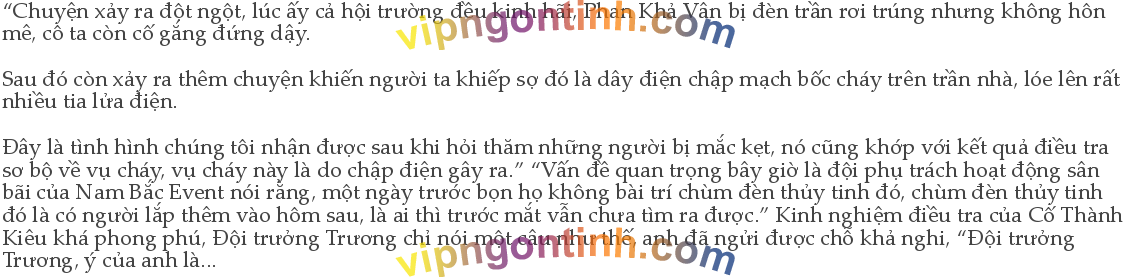 “Chuyện xảy ra đột ngột, lúc ấy cả hội trường đều kinh hãi, Phan Khả Vân bị đèn trần rơi trúng nhưng không hôn
mê, cô ta còn cố gắng đứng dậy.
Sau đó còn xảy ra thêm chuyện khiến người ta khiếp sợ đó là dây điện chập mạch bốc cháy trên trần nhà, lóe lên rất
nhiều tia lửa điện.
Đây là tình hình chúng tôi nhận được sau khi hỏi thăm những người bị mắc kẹt, nó cũng khớp với kết quả điều tra
sơ bộ về vụ cháy, vụ cháy này là do chập điện gây ra.” “Vấn đề quan trọng bây giờ là đội phụ trách hoạt động sân
bãi của Nam Bắc Event nói rằng, một ngày trước bọn họ không bài trí chùm đèn thủy tinh đó, chùm đèn thủy tinh
đó là có người lắp thêm vào hôm sau, là ai thì trước mắt vẫn chưa tìm ra được.” Kinh nghiệm điều tra của Cố Thành
Kiêu khá phong phú, Đội trưởng Trương chỉ nói một câu như thế, anh đã ngửi được chỗ khả nghi, “Đội trưởng
Trương, ý của anh là...
vipngontinh.com
vipngontinh.com